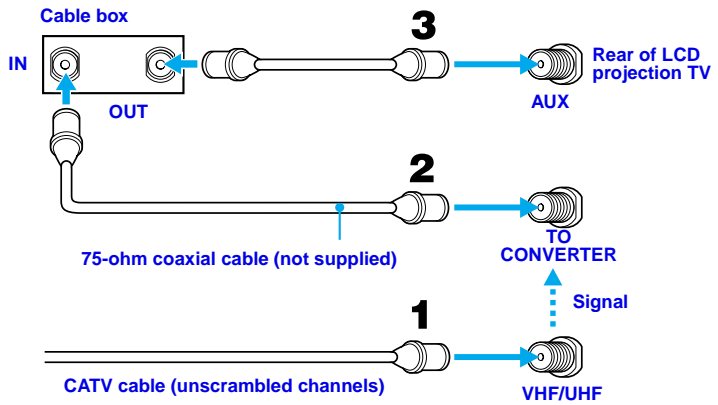 Cable box
IN
OUT
3
Rear of LCD
projection TV
AUX
2
TO
CONVERTER
75-ohm coaxial cable (not supplied)
Signal
1
CATV cable (unscrambled channels)
VHF/UHF